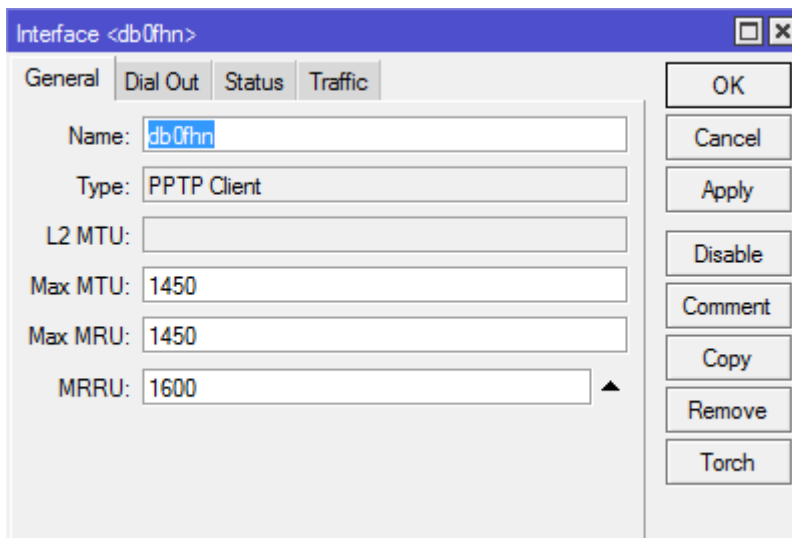 Interface <db0fhn>
General Dial Out Status Traffic
Name: db0fhn
Type: PPTP Client
L2 MTU:
Max MTU: 1450
Max MRU: 1450
MRRU: 1600
OK
Cancel
Apply
Disable
Comment
Copy
Remove
Torch